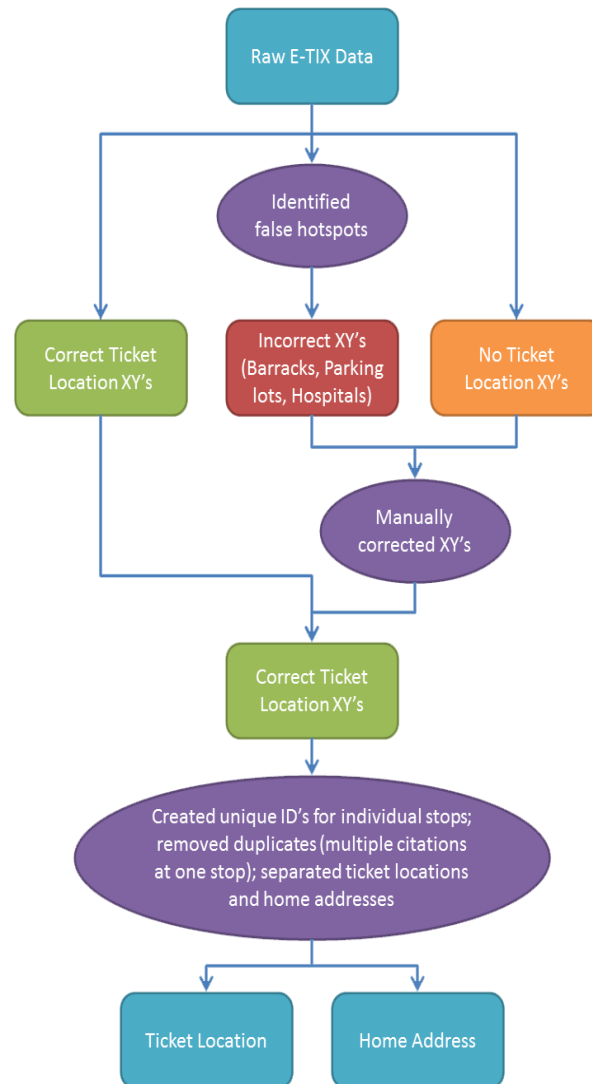 Raw E-TIX Data
Identified
false hotspots
Correct Ticket
Location XY’s
Incorrect XY’s
(Barracks, Parking
lots, Hospitals)
No Ticket
Location XY’s
Manually
corrected XY’s
Correct Ticket
Location XY’s
Created unique ID’s for individual stops;
removed duplicates (multiple citations
at one stop); separated ticket locations
and home addresses
Ticket Location
Home Address